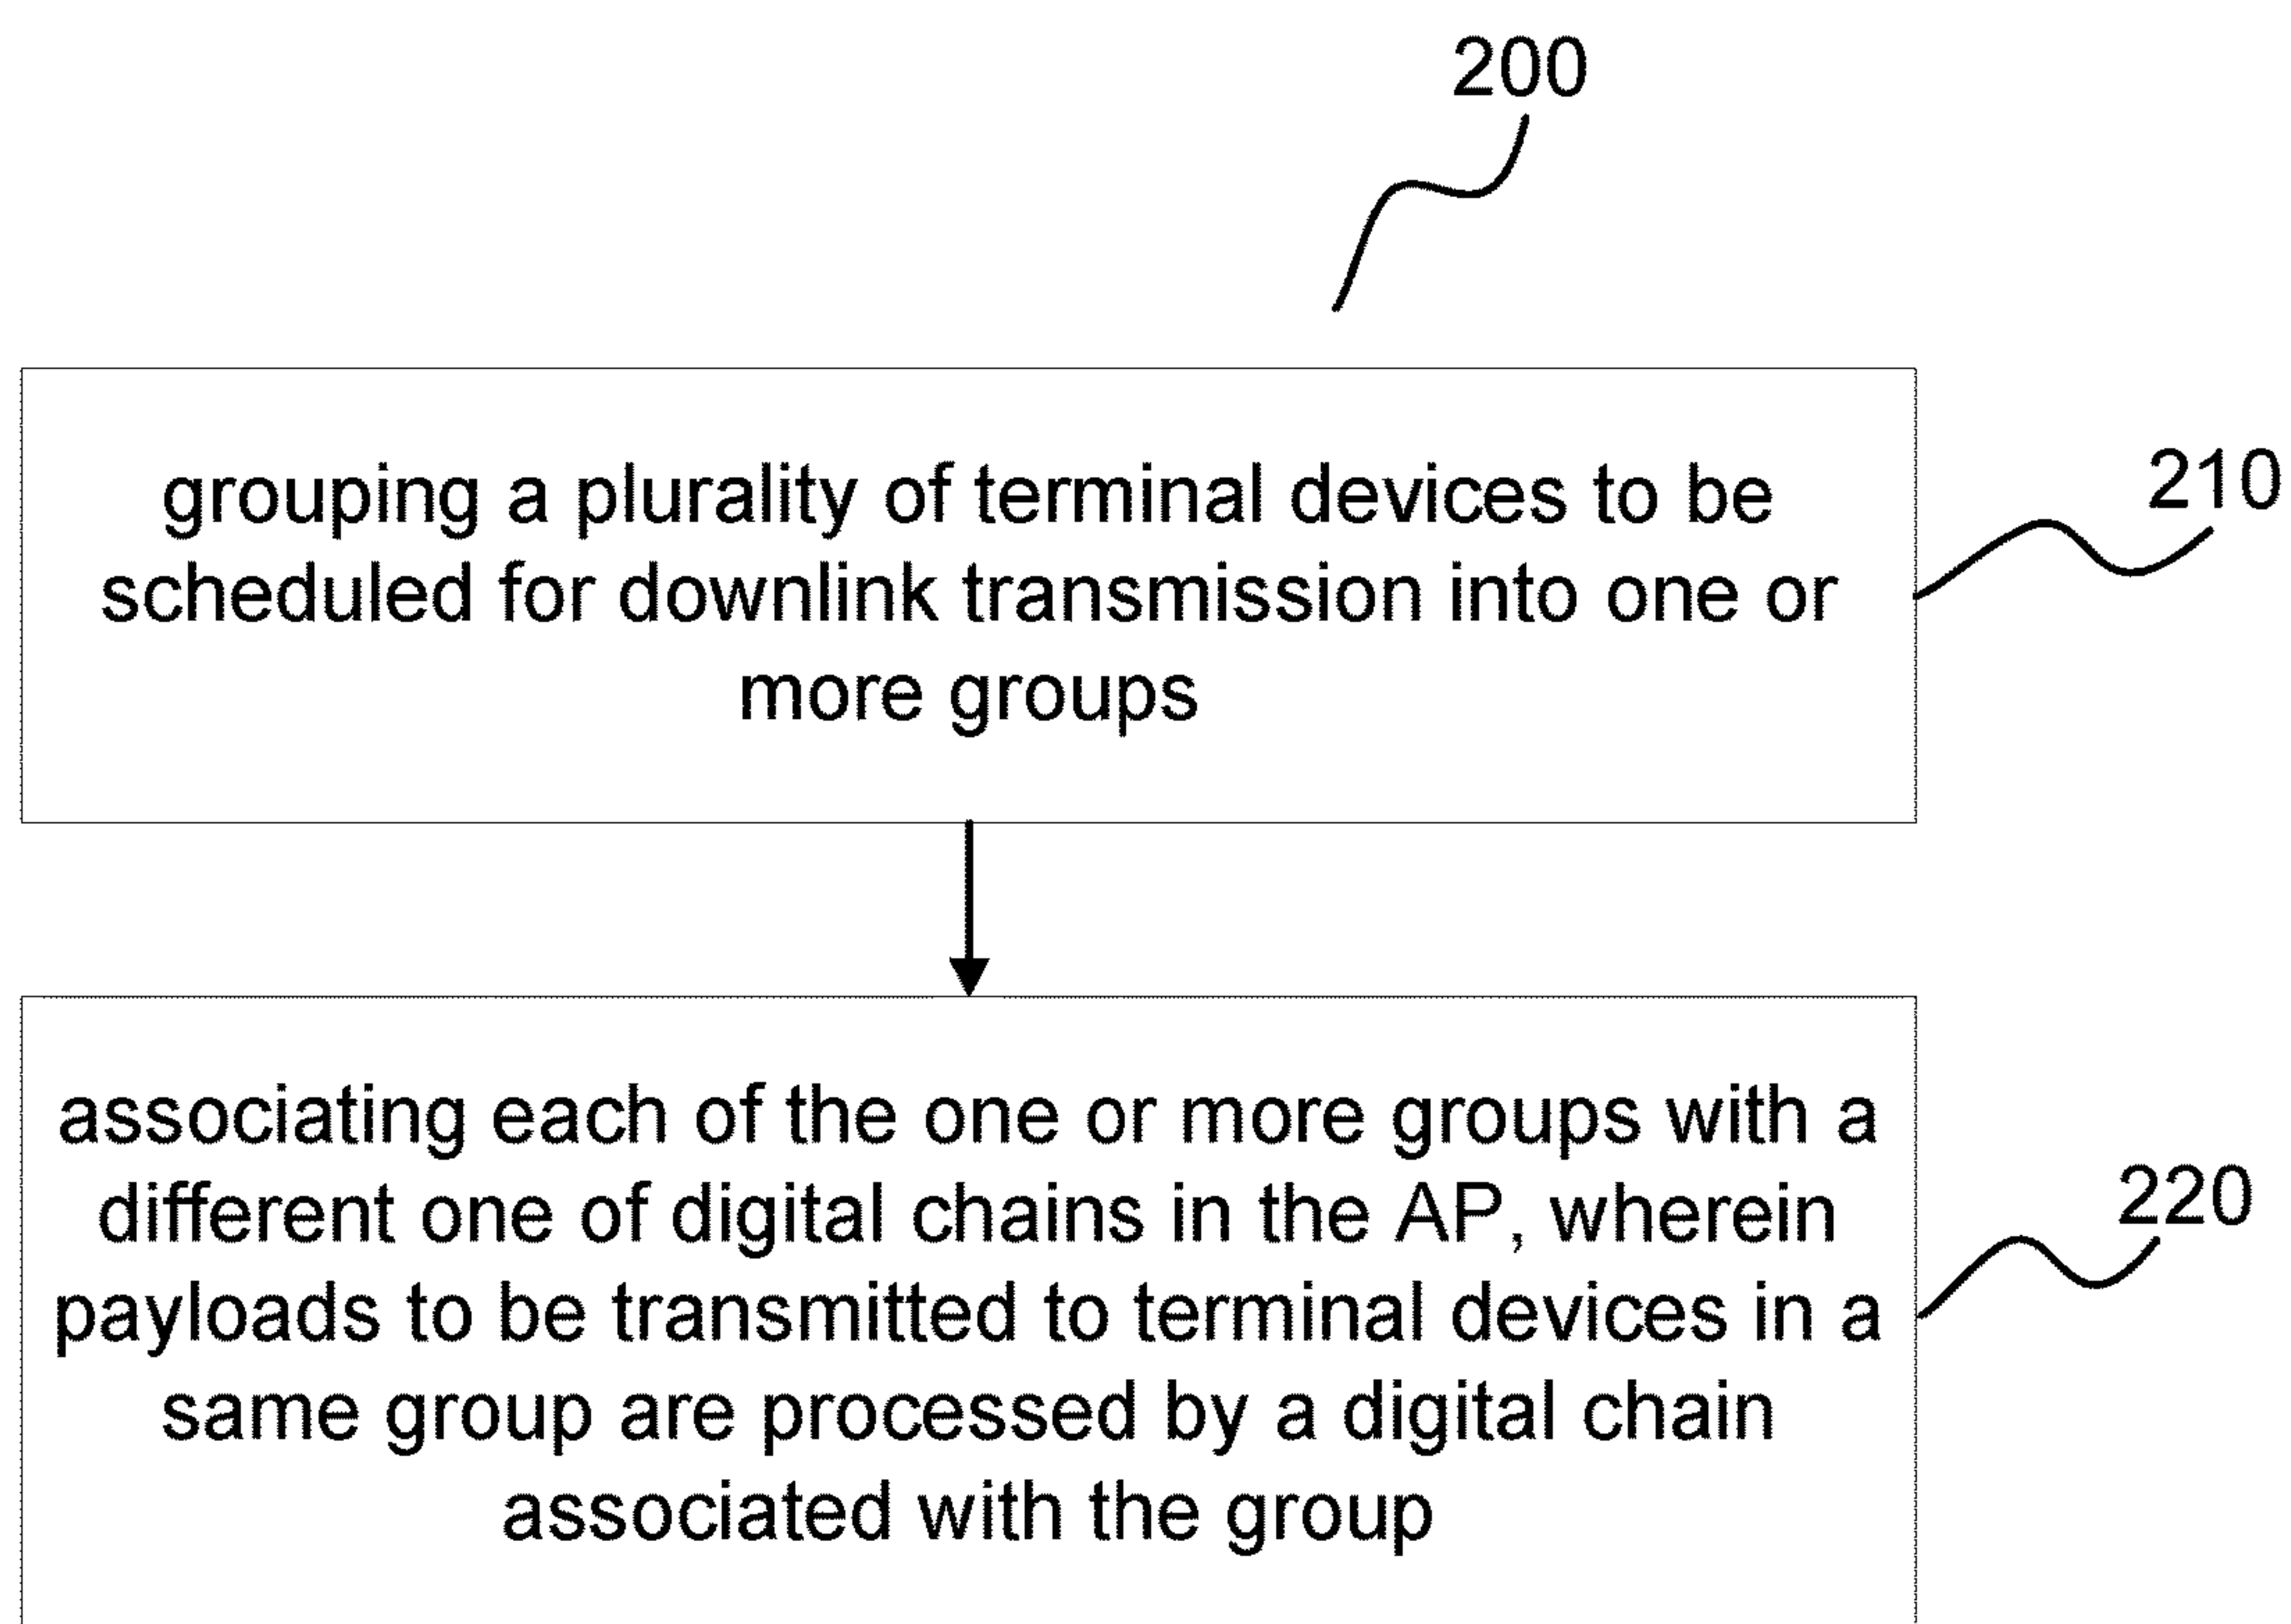 200
grouping a plurality of terminal devices to be
scheduled for downlink transmission into one or
more groups
210
associating each of the one or more groups with a
different one of digital chains in the AP, wherein
payloads to be transmitted to terminal devices in a
same group are processed by a digital chain
associated with the group
220